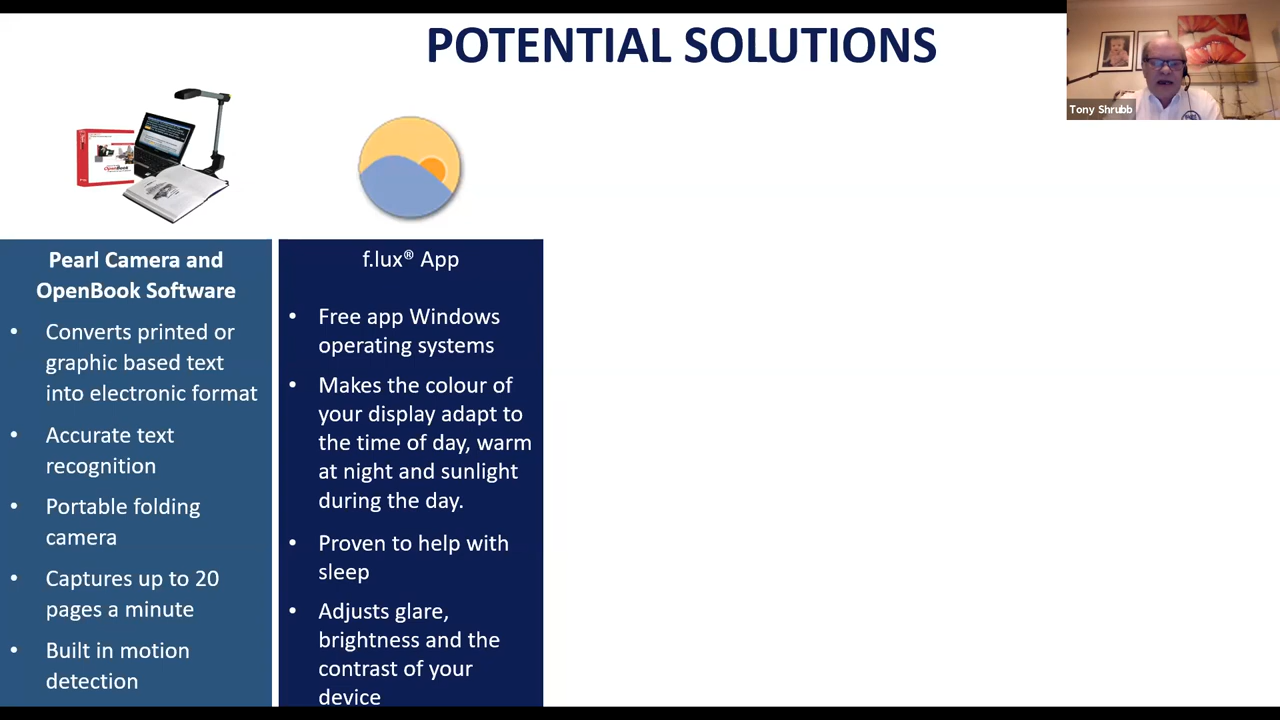 POTENTIAL SOLUTIONS
Tony Shrubb
OpenBook
Pearl Camera and
OpenBook Software
• Converts printed or
graphic based text
into electronic format
• Accurate text
recognition
• Portable folding
camera
• Captures up to 20
pages a minute
• Built in motion
detection
f.lux® App
• Free app Windows
operating systems
• Makes the colour of
your display adapt to
the time of day, warm
at night and sunlight
during the day.
• Proven to help with
sleep
• Adjusts glare,
brightness and the
contrast of your
device